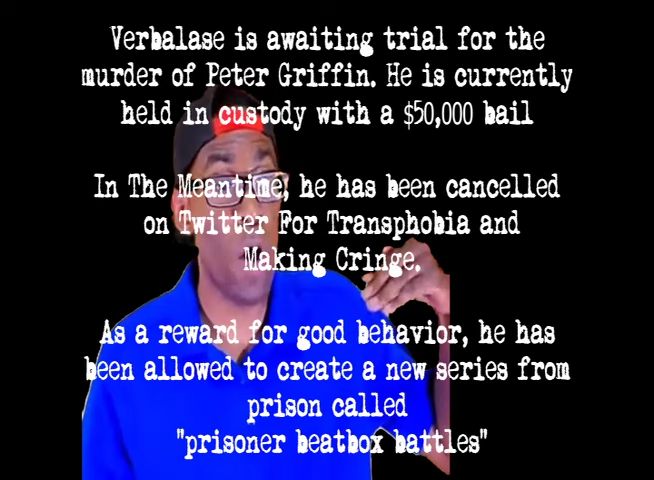 Verbalase is awaiting trial for the
murder of Peter Griffin. He is currently
held in custody with a $50,000 bail
In The Meantime, he has been cancelled
on Twitter For Transphobia and
Making Cringe.
As a reward for good behavior, he has
been allowed to create a new series from
prison called
"prisoner beatbox battles"